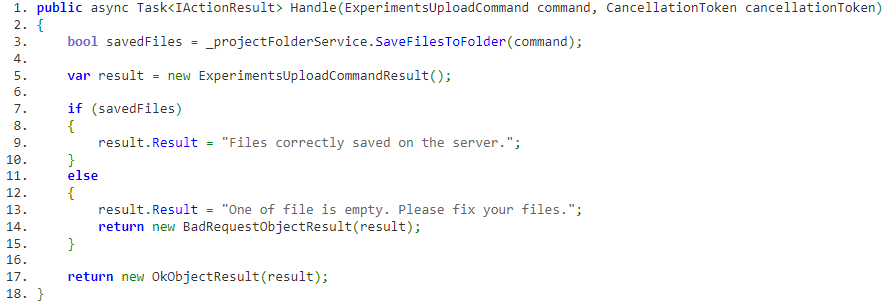 1. public async Task<IActionResult> Handle(ExperimentsUploadCommand command, CancellationToken cancellationToken)
2. {
3.     bool savedFiles = _projectFolderService.SaveFilesToFolder(command);
4.
5.     var result = new ExperimentsUploadCommandResult();
6.
7.     if (savedFiles)
8.     {
9.         result.Result = "Files correctly saved on the server.";
10.     }
11.     else
12.     {
13.         result.Result = "One of file is empty. Please fix your files.";
14.         return new BadRequestObjectResult(result);
15.     }
16.
17.     return new OkObjectResult(result);
18. }